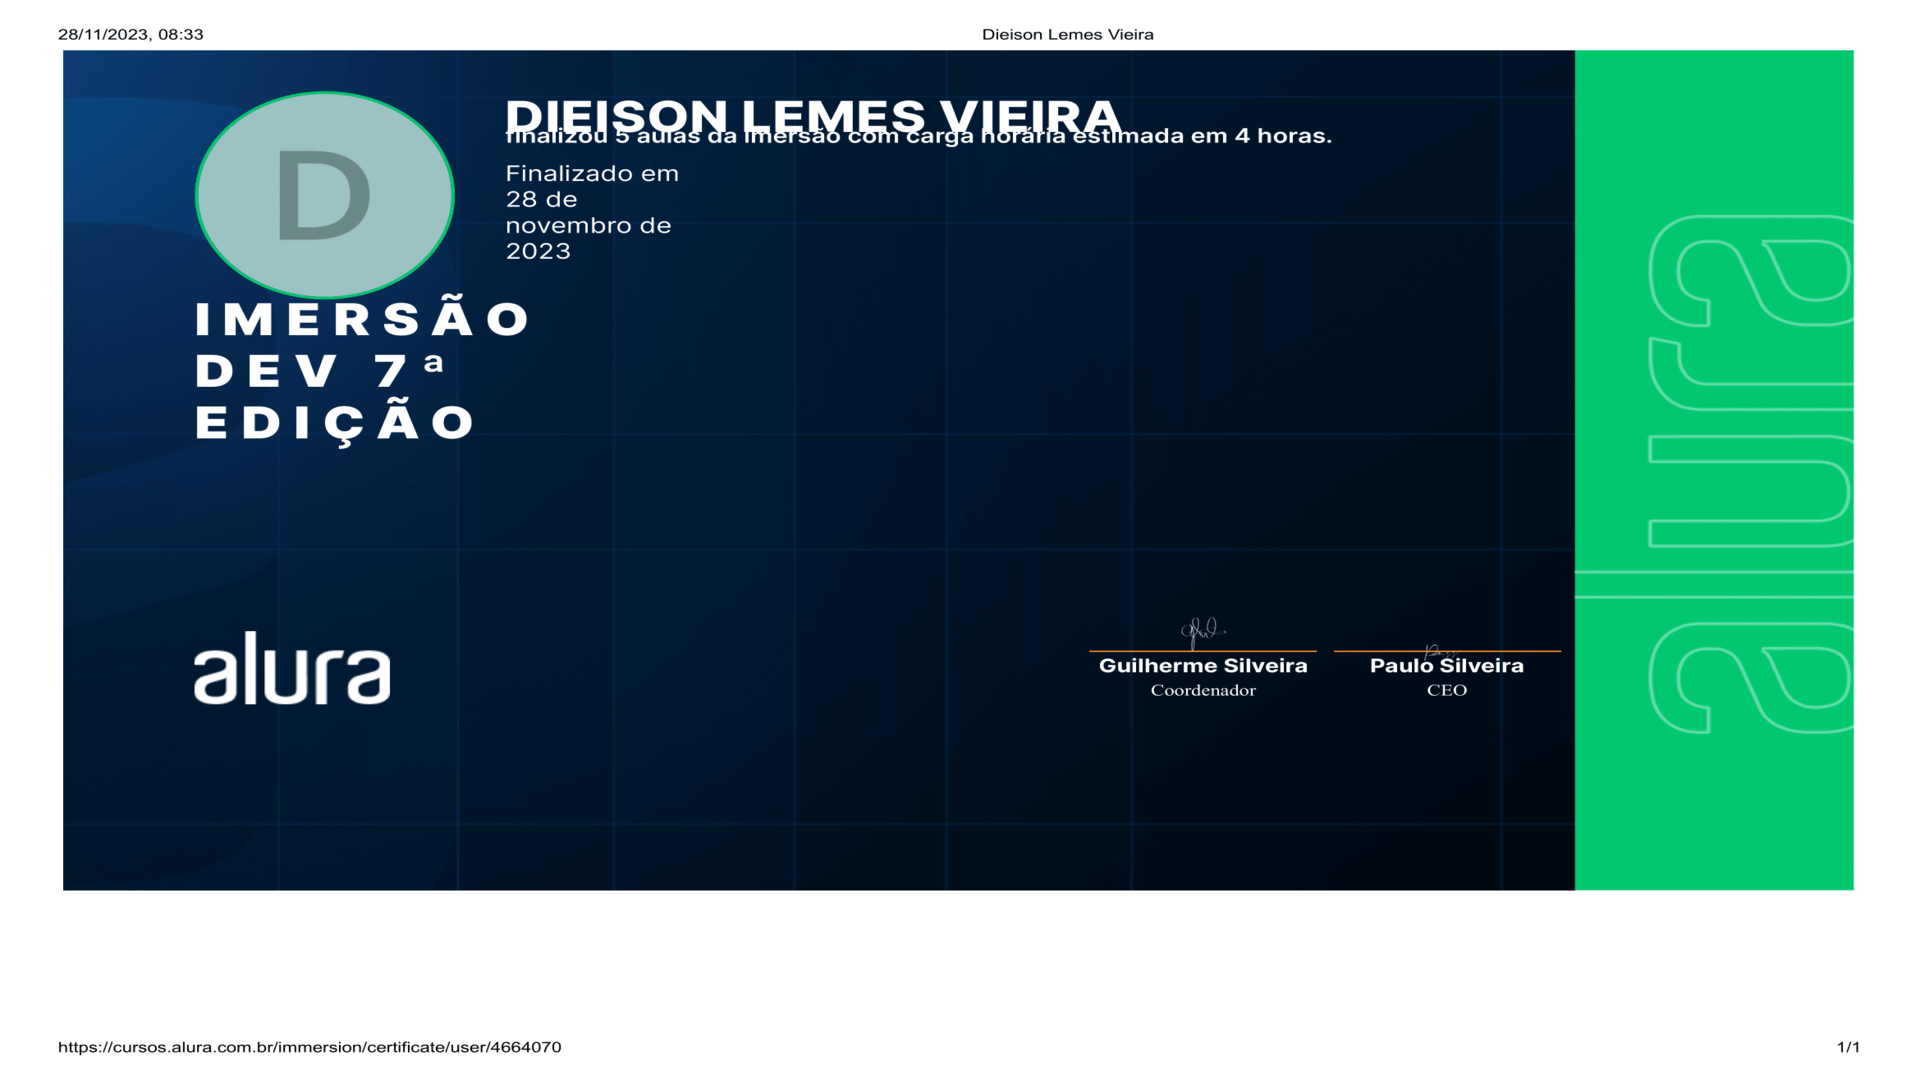 28/11/2023, 08:33
Dieison Lemes Vieira
D
DIEISON LEMES VIEIRA
finalizou 5 aulas da imersão com carga horária estimada em 4 horas.
Finalizado em
28 de
novembro de
2023
IMERSÃO
DEV 7ª
EDIÇÃO
alura
Guilherme Silveira
Coordenador
Paulo Silveira
CEO
alura
https://cursos.alura.com.br/immersion/certificate/user/4664070
1/1